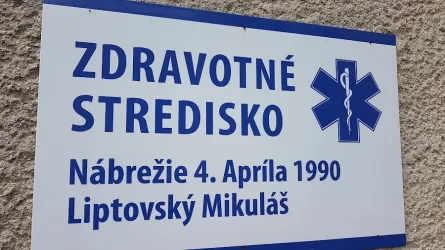 ZDRAVOTNÉ
STREDISKO
Nábrežie 4. Apríla 1990
Liptovský Mikuláš